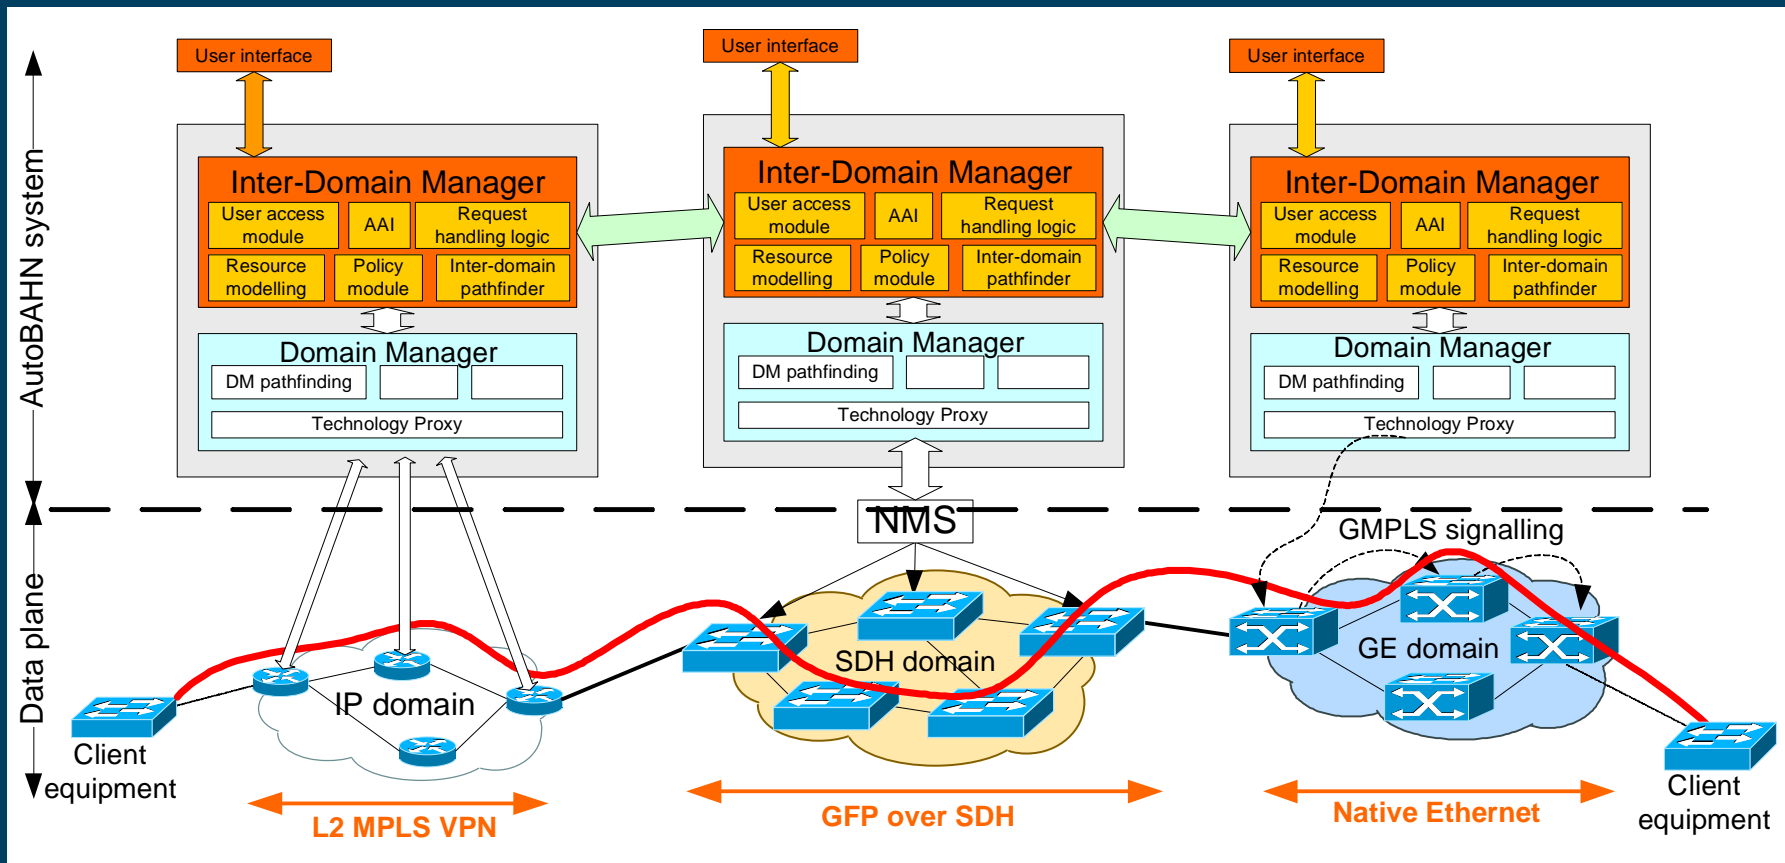 User interface
User interface
User interface
AutoBAHN system
Inter-Domain Manager
User access
module
AAI
Request
handling logic
Resource
modelling
Policy
module
Inter-domain
pathfinder
Domain Manager
DM pathfinding
Technology Proxy
Inter-Domain Manager
User access
module
AAI
Request
handling logic
Resource
modelling
Policy
module
Inter-domain
pathfinder
Domain Manager
DM pathfinding
Technology Proxy
Inter-Domain Manager
User access
module
AAI
Request
handling logic
Resource
modelling
Policy
module
Inter-domain
pathfinder
Domain Manager
DM pathfinding
Technology Proxy
NMS
GMPLS signalling
Data plane
IP domain
SDH domain
GE domain
Client
equipment
Client
equipment
L2 MPLS VPN
GFP over SDH
Native Ethernet